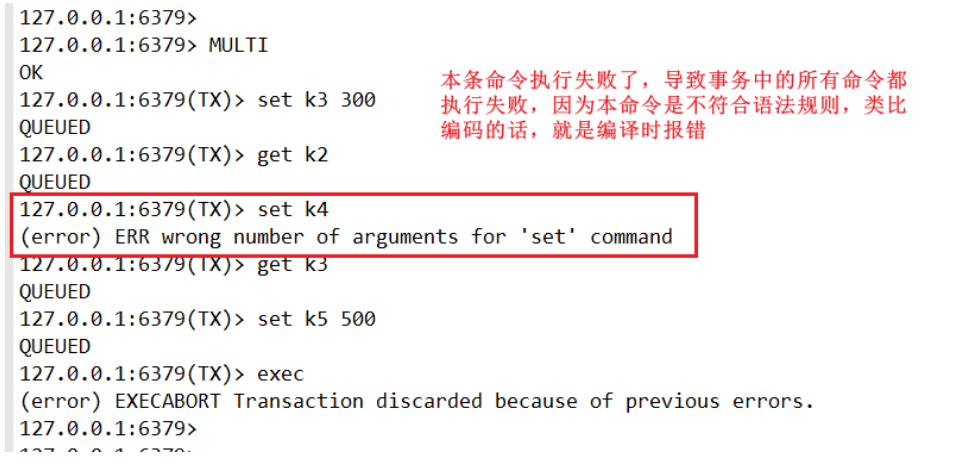 127.0.0.1:6379>
127.0.0.1:6379> MULTI
OK
127.0.0.1:6379(TX)> set k3 300
QUEUED
127.0.0.1:6379(TX)> get k2
QUEUED
本条命令执行失败了，导致事务中的所有命令都
执行失败，因为本命令是不符合语法规则，类比
编码的话，就是编译时报错
127.0.0.1:6379(TX)> set k4
(error) ERR wrong number of arguments for 'set' command
127.0.0.1:6379(TX)> get k3
QUEUED
127.0.0.1:6379(TX)> set k5 500
QUEUED
127.0.0.1:6379(TX)> exec
(error) EXECABORT Transaction discarded because of previous errors.
127.0.0.1:6379>
127.0.0.1:6379>